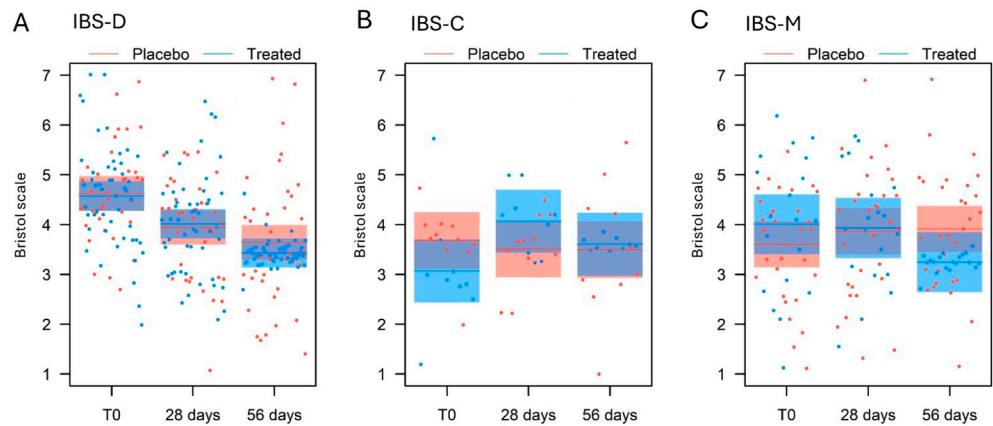 A IBS-D
Placebo Treated
Bristol scale
7
6
5
4
3
2
1
T0 28 days 56 days
B IBS-C
Placebo Treated
Bristol scale
7
6
5
4
3
2
1
T0 28 days 56 days
C IBS-M
Placebo Treated
Bristol scale
7
6
5
4
3
2
1
T0 28 days 56 days